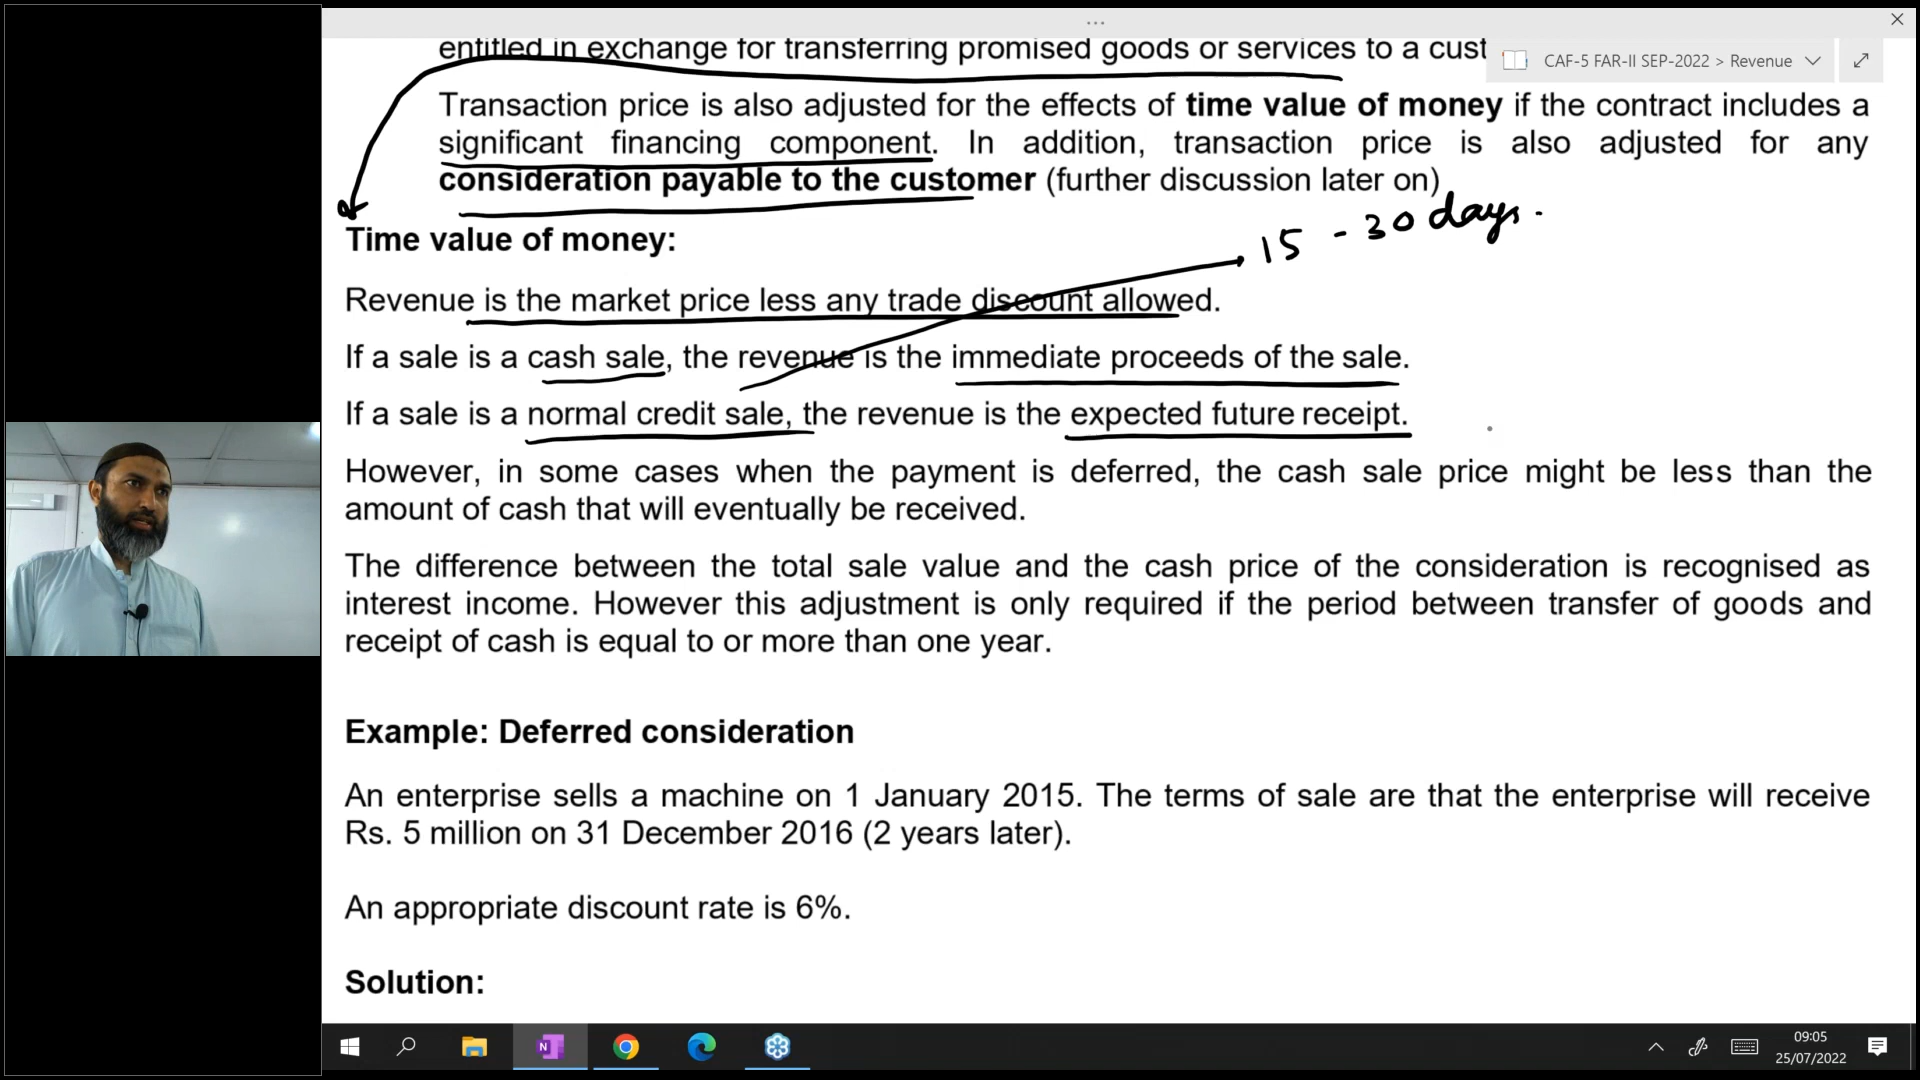 ...
entitled in exchange for transferring promised goods or services to a cust
CAF-5 FAR-II SEP-2022 > Revenue
Transaction price is also adjusted for the effects of time value of money if the contract includes a
significant financing component. In addition, transaction price is also adjusted for any
consideration payable to the customer (further discussion later on)
15 - 30 days.
Time value of money:
Revenue is the market price less any trade discount allowed.
If a sale is a cash sale, the revenue is the immediate proceeds of the sale.
If a sale is a normal credit sale, the revenue is the expected future receipt.
However, in some cases when the payment is deferred, the cash sale price might be less than the
amount of cash that will eventually be received.
The difference between the total sale value and the cash price of the consideration is recognised as
interest income. However this adjustment is only required if the period between transfer of goods and
receipt of cash is equal to or more than one year.
Example: Deferred consideration
An enterprise sells a machine on 1 January 2015. The terms of sale are that the enterprise will receive
Rs. 5 million on 31 December 2016 (2 years later).
An appropriate discount rate is 6%.
Solution:
N
09:05
25/07/2022